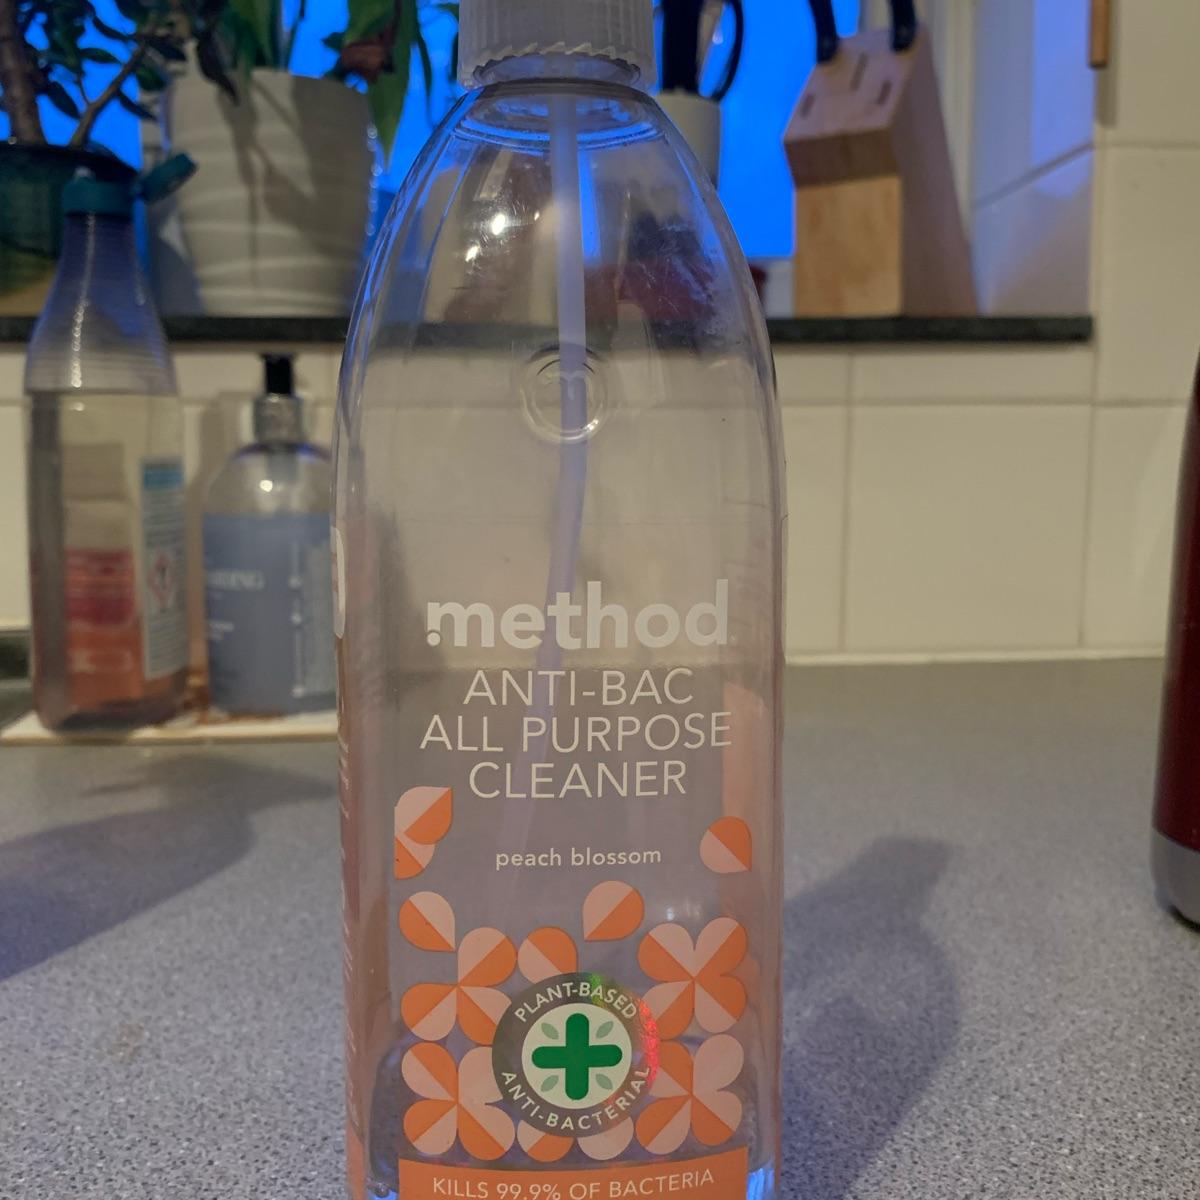 m
method
ANTI-BAC
ALL PURPOSE
CLEANER
peach blossom
PLANT-BASED
ANTI-BACTERIAL
KILLS 99.9% OF BACTERIA